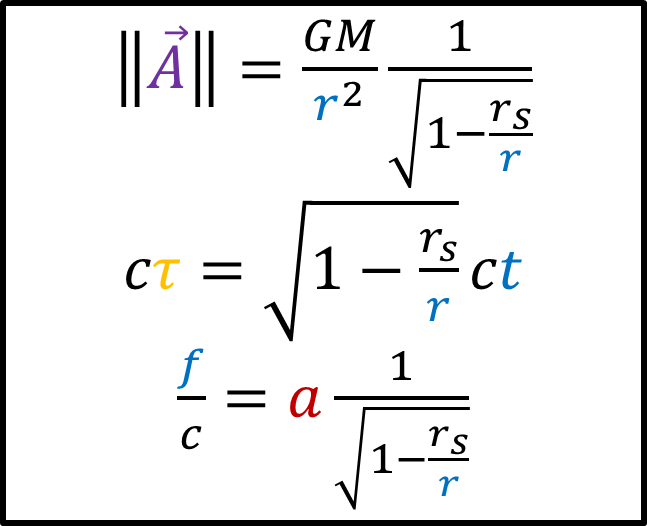 ‖A⃗‖ = GM/r² 1/√(1−r_s/r)
cτ = √(1 − r_s/r) ct
f/c = a 1/√(1−r_s/r)